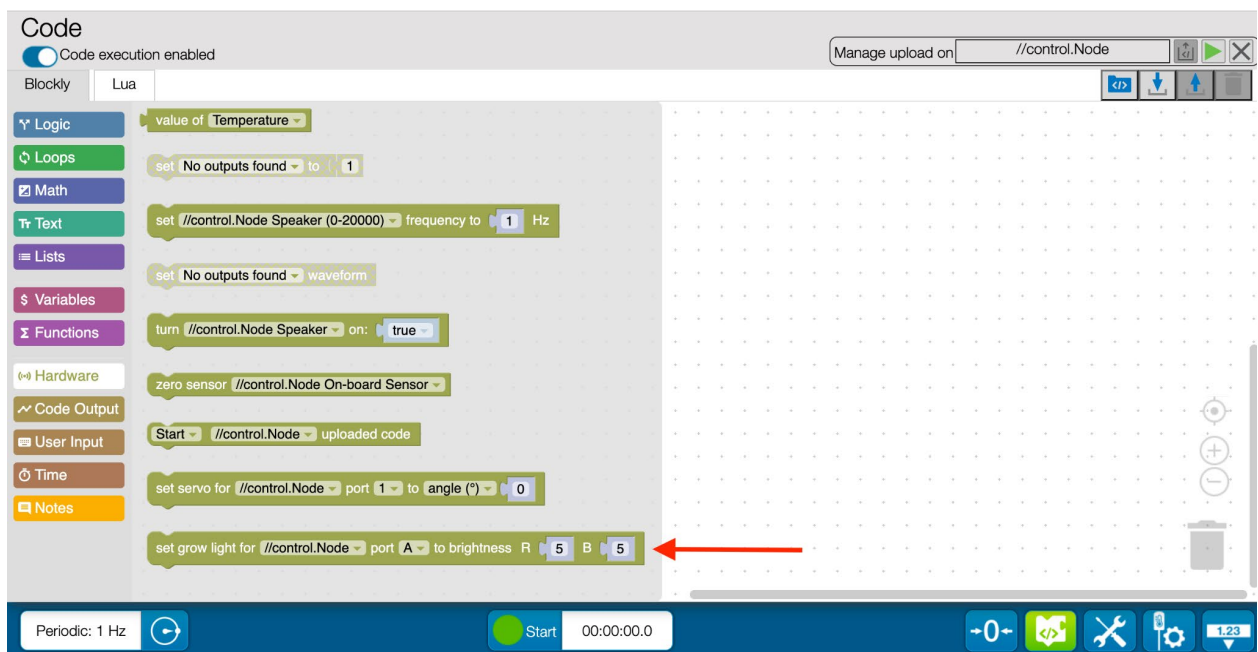 Code
Code execution enabled
Manage upload on //control.Node
Blockly Lua
Logic
Loops
Math
Text
Lists
$ Variables
Σ Functions
Hardware
Code Output
User Input
Time
Notes
value of Temperature
set No outputs found to 1
set //control.Node Speaker (0-20000) frequency to 1 Hz
set No outputs found waveform
turn //control.Node Speaker on: true
zero sensor //control.Node On-board Sensor
Start //control.Node uploaded code
set servo for //control.Node port 1 to angle (°) 0
set grow light for //control.Node port A to brightness R 5 B 5
Periodic: 1 Hz Start 00:00:00.0 →0← </> 1.23